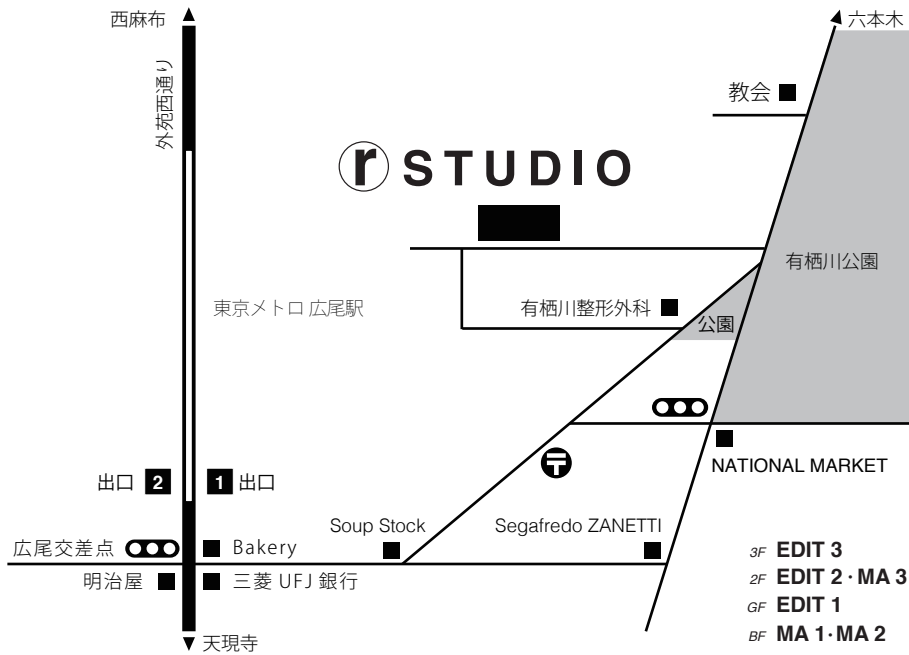 西麻布
六本木
外苑西通り
教会
r STUDIO
有栖川公園
東京メトロ 広尾駅
有栖川整形外科
公園
〒
NATIONAL MARKET
出口 2
1 出口
Soup Stock
Segafredo ZANETTI
広尾交差点
Bakery
明治屋
三菱 UFJ 銀行
天現寺
3F EDIT 3
2F EDIT 2・MA 3
GF EDIT 1
BF MA 1・MA 2